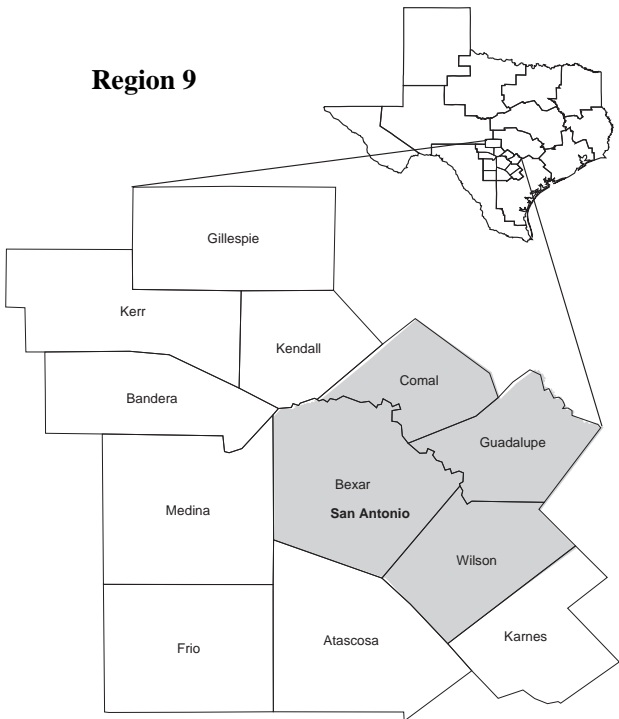 Region 9
Gillespie
Kerr
Kendall
Comal
Bandera
Guadalupe
Bexar
Medina
San Antonio
Wilson
Karnes
Atascosa
Frio